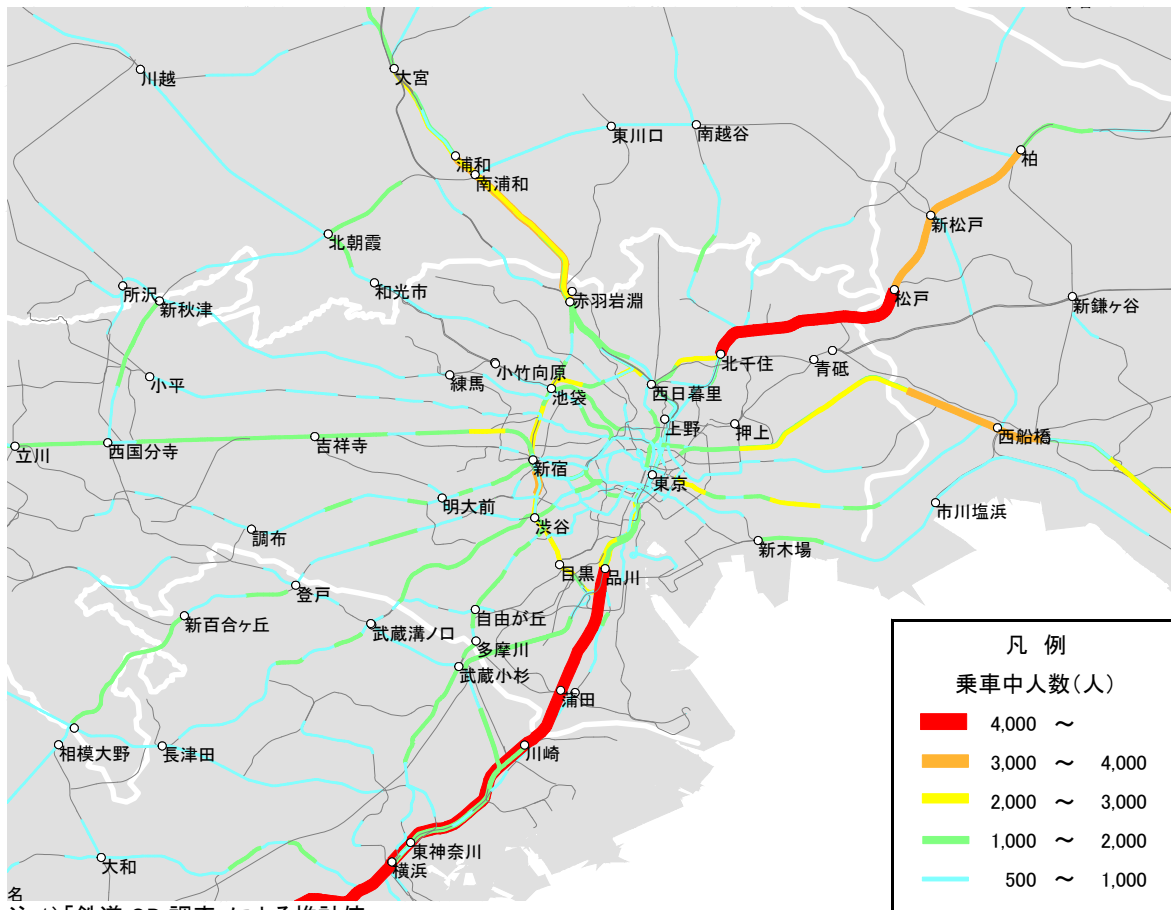 川越
大宮
東川口
南越谷
柏
浦和
南浦和
新松戸
北朝霞
和光市
所沢
新秋津
赤羽岩淵
松戸
新鎌ヶ谷
小平
練馬
小竹向原
池袋
西日暮里
北千住
青砥
上野
押上
西船橋
立川
西国分寺
吉祥寺
新宿
東京
明大前
市川塩浜
調布
渋谷
新木場
目黒
品川
登戸
自由が丘
新百合ヶ丘
武蔵溝ノ口
多摩川
武蔵小杉
蒲田
相模大野
長津田
川崎
東神奈川
横浜
大和
名
凡 例
乗車中人数(人)
4,000 ～
3,000 ～ 4,000
2,000 ～ 3,000
1,000 ～ 2,000
500 ～ 1,000